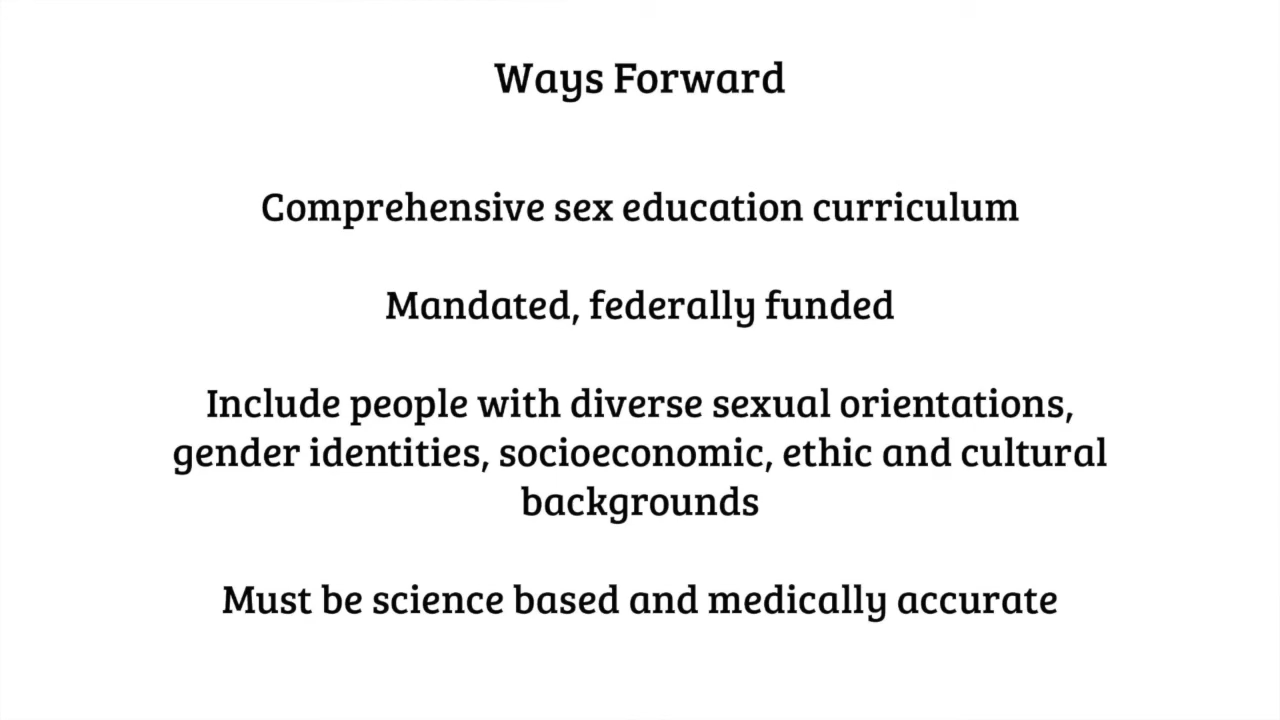 Ways Forward
Comprehensive sex education curriculum
Mandated, federally funded
Include people with diverse sexual orientations,
gender identities, socioeconomic, ethic and cultural
backgrounds
Must be science based and medically accurate